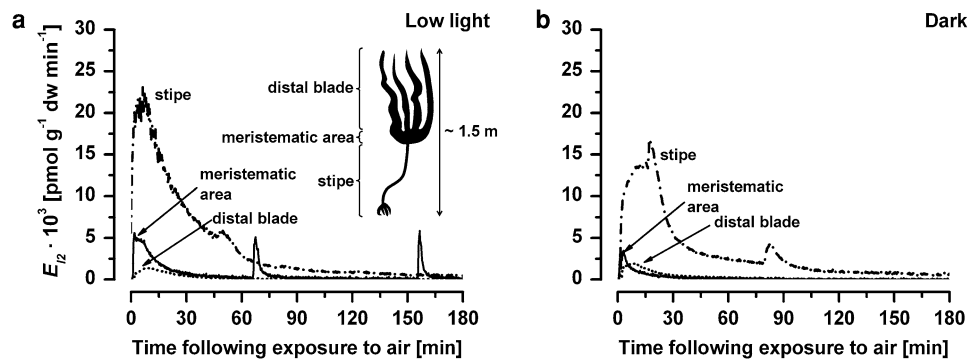 a
Low light
E_I2 · 10³ [pmol g⁻¹ dw min⁻¹]
30
25
20
15
10
5
0
stipe
meristematic
area
distal blade
distal blade
meristematic area
stipe
~ 1.5 m
0 30 60 90 120 150 180
Time following exposure to air [min]
b
Dark
30
25
20
15
10
5
0
stipe
meristematic
area
distal blade
0 30 60 90 120 150 180
Time following exposure to air [min]